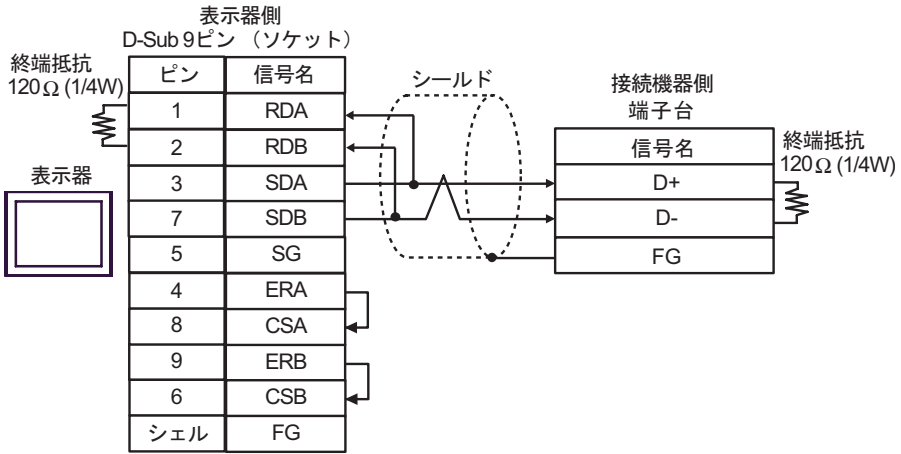 表示器側
D-Sub 9ピン （ソケット）
終端抵抗
120Ω (1/4W)
表示器
ピン 信号名
1 RDA
2 RDB
3 SDA
7 SDB
5 SG
4 ERA
8 CSA
9 ERB
6 CSB
シェル FG
シールド
接続機器側
端子台
信号名
D+
D-
FG
終端抵抗
120Ω (1/4W)